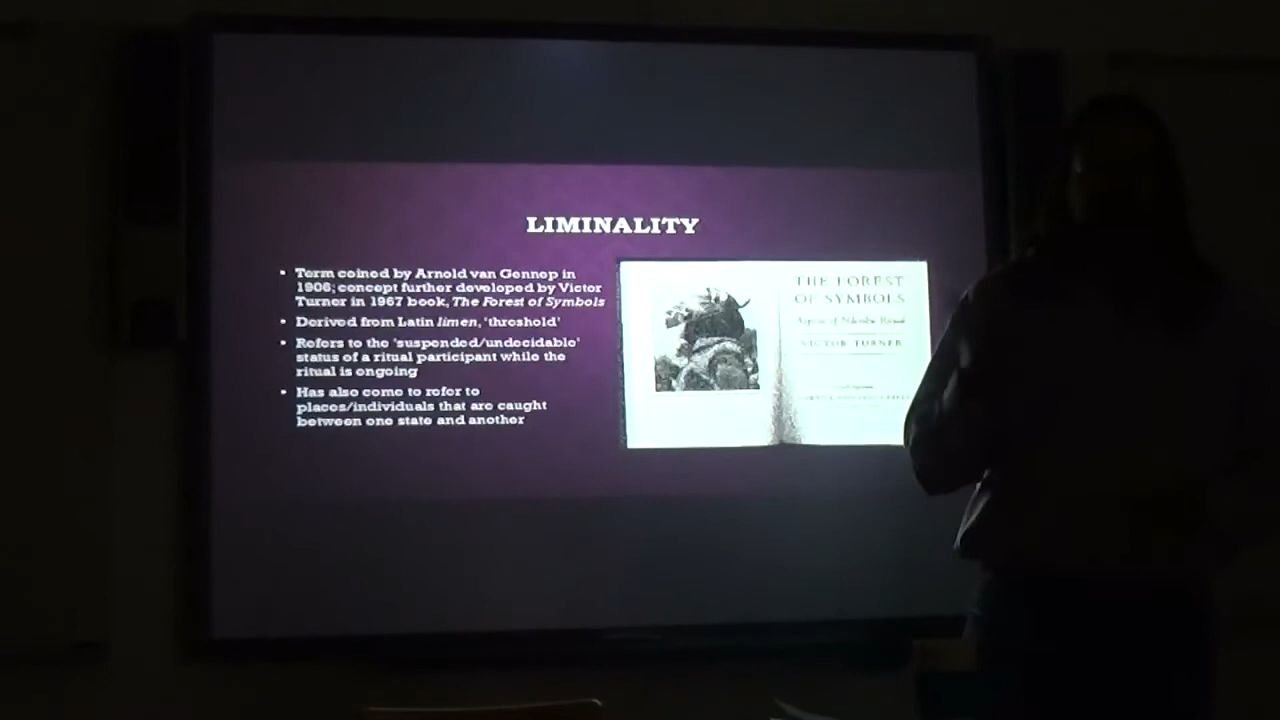 LIMINALITY
• Term coined by Arnold van Gennep in
1906; concept further developed by Victor
Turner in 1967 book, The Forest of Symbols
• Derived from Latin limen, 'threshold'
• Refers to the 'suspended/undecidable'
status of a ritual participant while the
ritual is ongoing
• Has also come to refer to
places/individuals that are caught
between one state and another
THE FOREST
OF SYMBOLS
Aspects of Ndembu Ritual
VICTOR TURNER